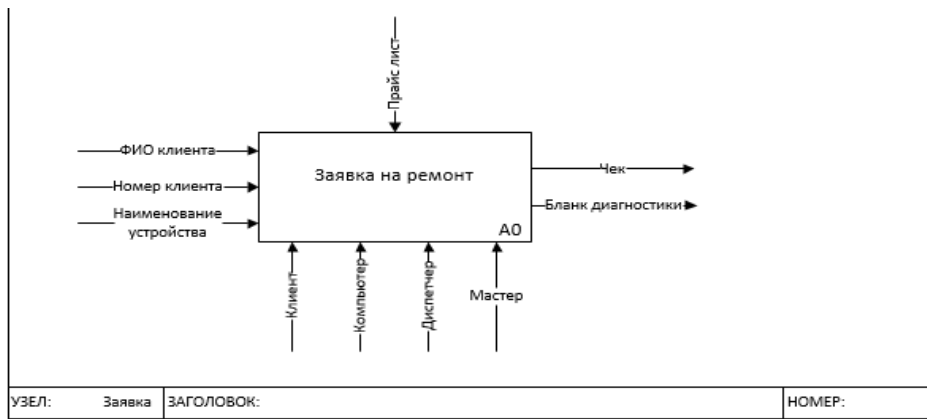 Прайс лист
ФИО клиента
Номер клиента
Наименование
устройства
Заявка на ремонт
A0
Чек
Бланк диагностики
Клиент
Компьютер
Диспетчер
Мастер
УЗЕЛ: Заявка ЗАГОЛОВОК: НОМЕР: